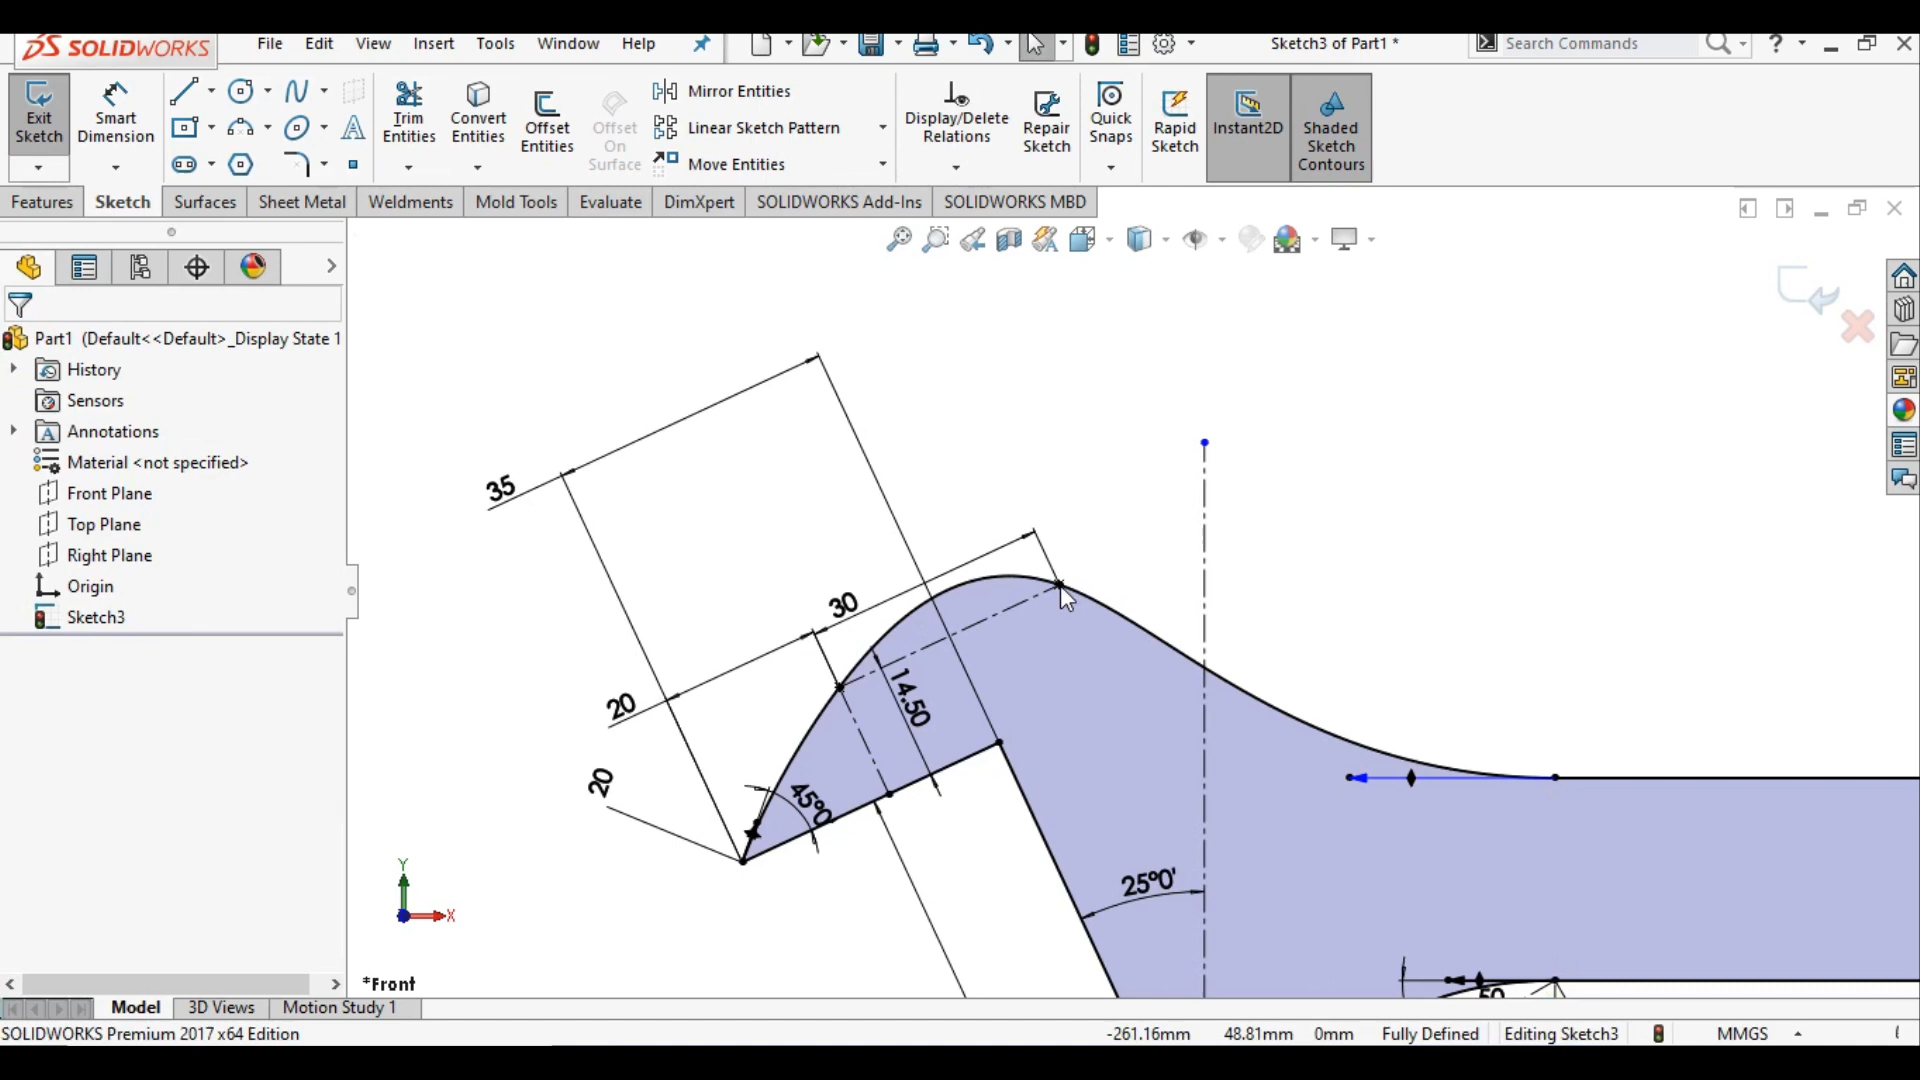 SOLIDWORKS File Edit View Insert Tools Window Help Sketch3 of Part1 * Search Commands ?
Exit Sketch
Smart Dimension
Trim Entities
Convert Entities
Offset Entities
Offset On Surface
Mirror Entities
Linear Sketch Pattern
Move Entities
Display/Delete Relations
Repair Sketch
Quick Snaps
Rapid Sketch
Instant2D
Shaded Sketch Contours
Features Sketch Surfaces Sheet Metal Weldments Mold Tools Evaluate DimXpert SOLIDWORKS Add-Ins SOLIDWORKS MBD
Part1 (Default<<Default>_Display State 1
History
Sensors
Annotations
Material <not specified>
Front Plane
Top Plane
Right Plane
Origin
Sketch3
35
30
20
14.50
20
45°0
25°0'
50
Y
X
*Front
Model 3D Views Motion Study 1
SOLIDWORKS Premium 2017 x64 Edition -261.16mm 48.81mm 0mm Fully Defined Editing Sketch3 MMGS